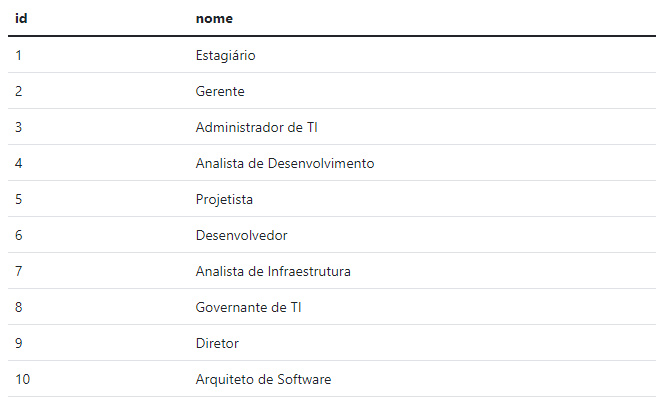 id nome
1 Estagiário
2 Gerente
3 Administrador de TI
4 Analista de Desenvolvimento
5 Projetista
6 Desenvolvedor
7 Analista de Infraestrutura
8 Governante de TI
9 Diretor
10 Arquiteto de Software